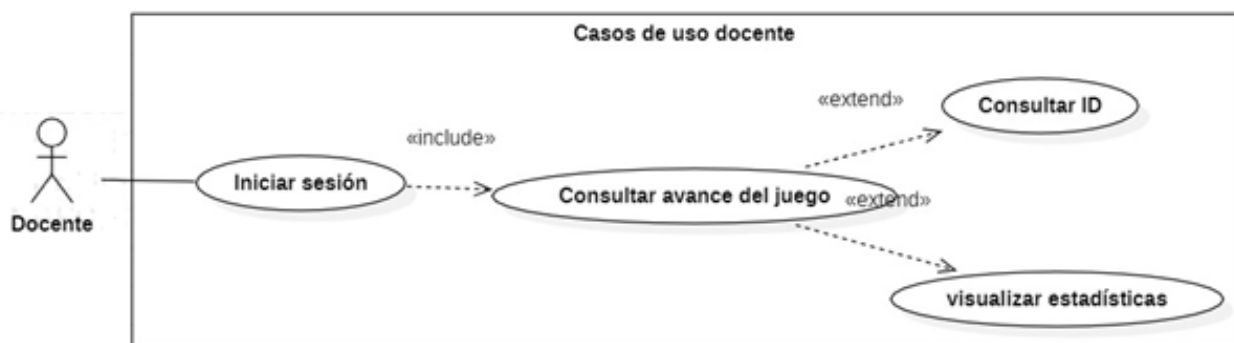 Casos de uso docente
«extend»
Consultar ID
«include»
Iniciar sesión
Consultar avance del juego
«extend»
Docente
visualizar estadísticas